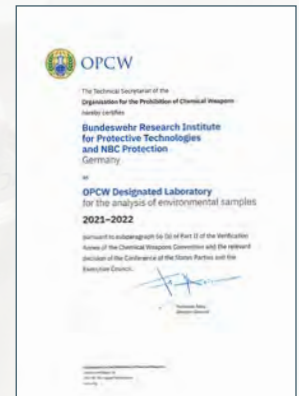 OPCW
The Technical Secretariat of the
Organisation for the Prohibition of Chemical Weapons
hereby certifies
Bundeswehr Research Institute
for Protective Technologies
and NBC Protection
Germany
as
OPCW Designated Laboratory
for the analysis of environmental samples
2021–2022
pursuant to subparagraph 56 (b) of Part II of the Verification
Annex of the Chemical Weapons Convention and the relevant
decision of the Conference of the States Parties and the
Executive Council.
Director-General